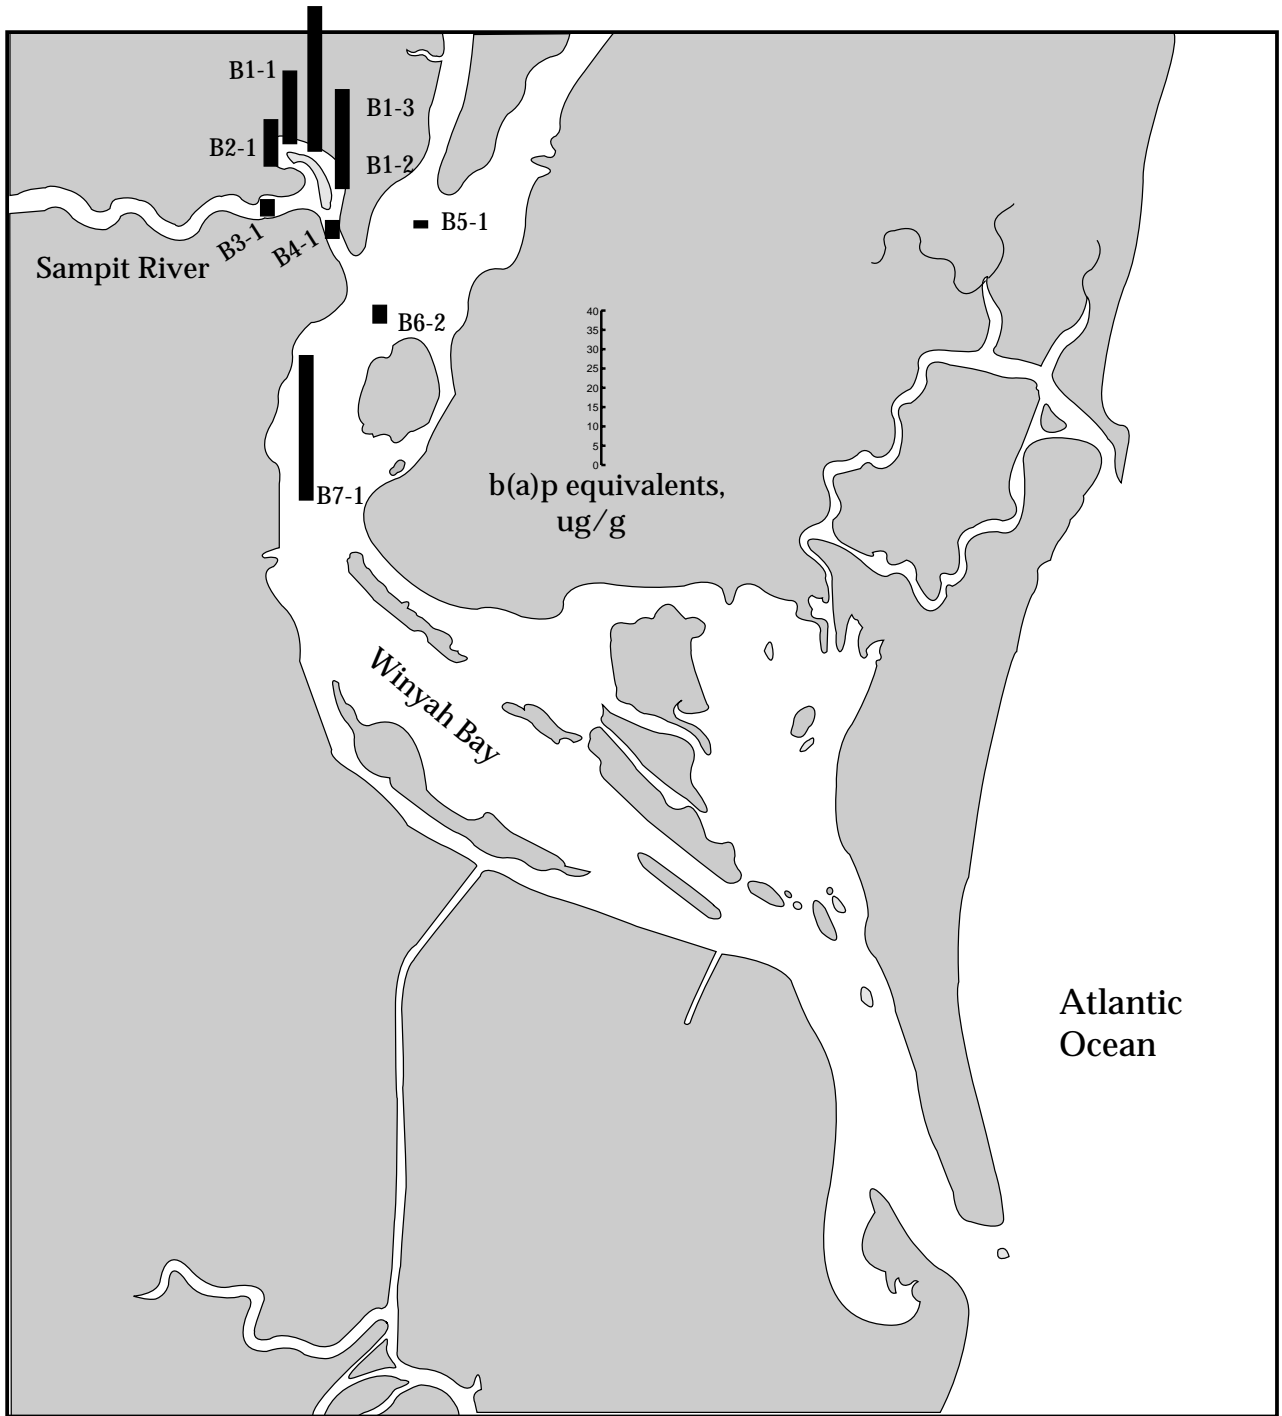 B1-1
B1-3
B2-1
B1-2
B5-1
B3-1
B4-1
Sampit River
B6-2
40
35
30
25
20
15
10
5
0
b(a)p equivalents,
ug/g
B7-1
Winyah Bay
Atlantic
Ocean